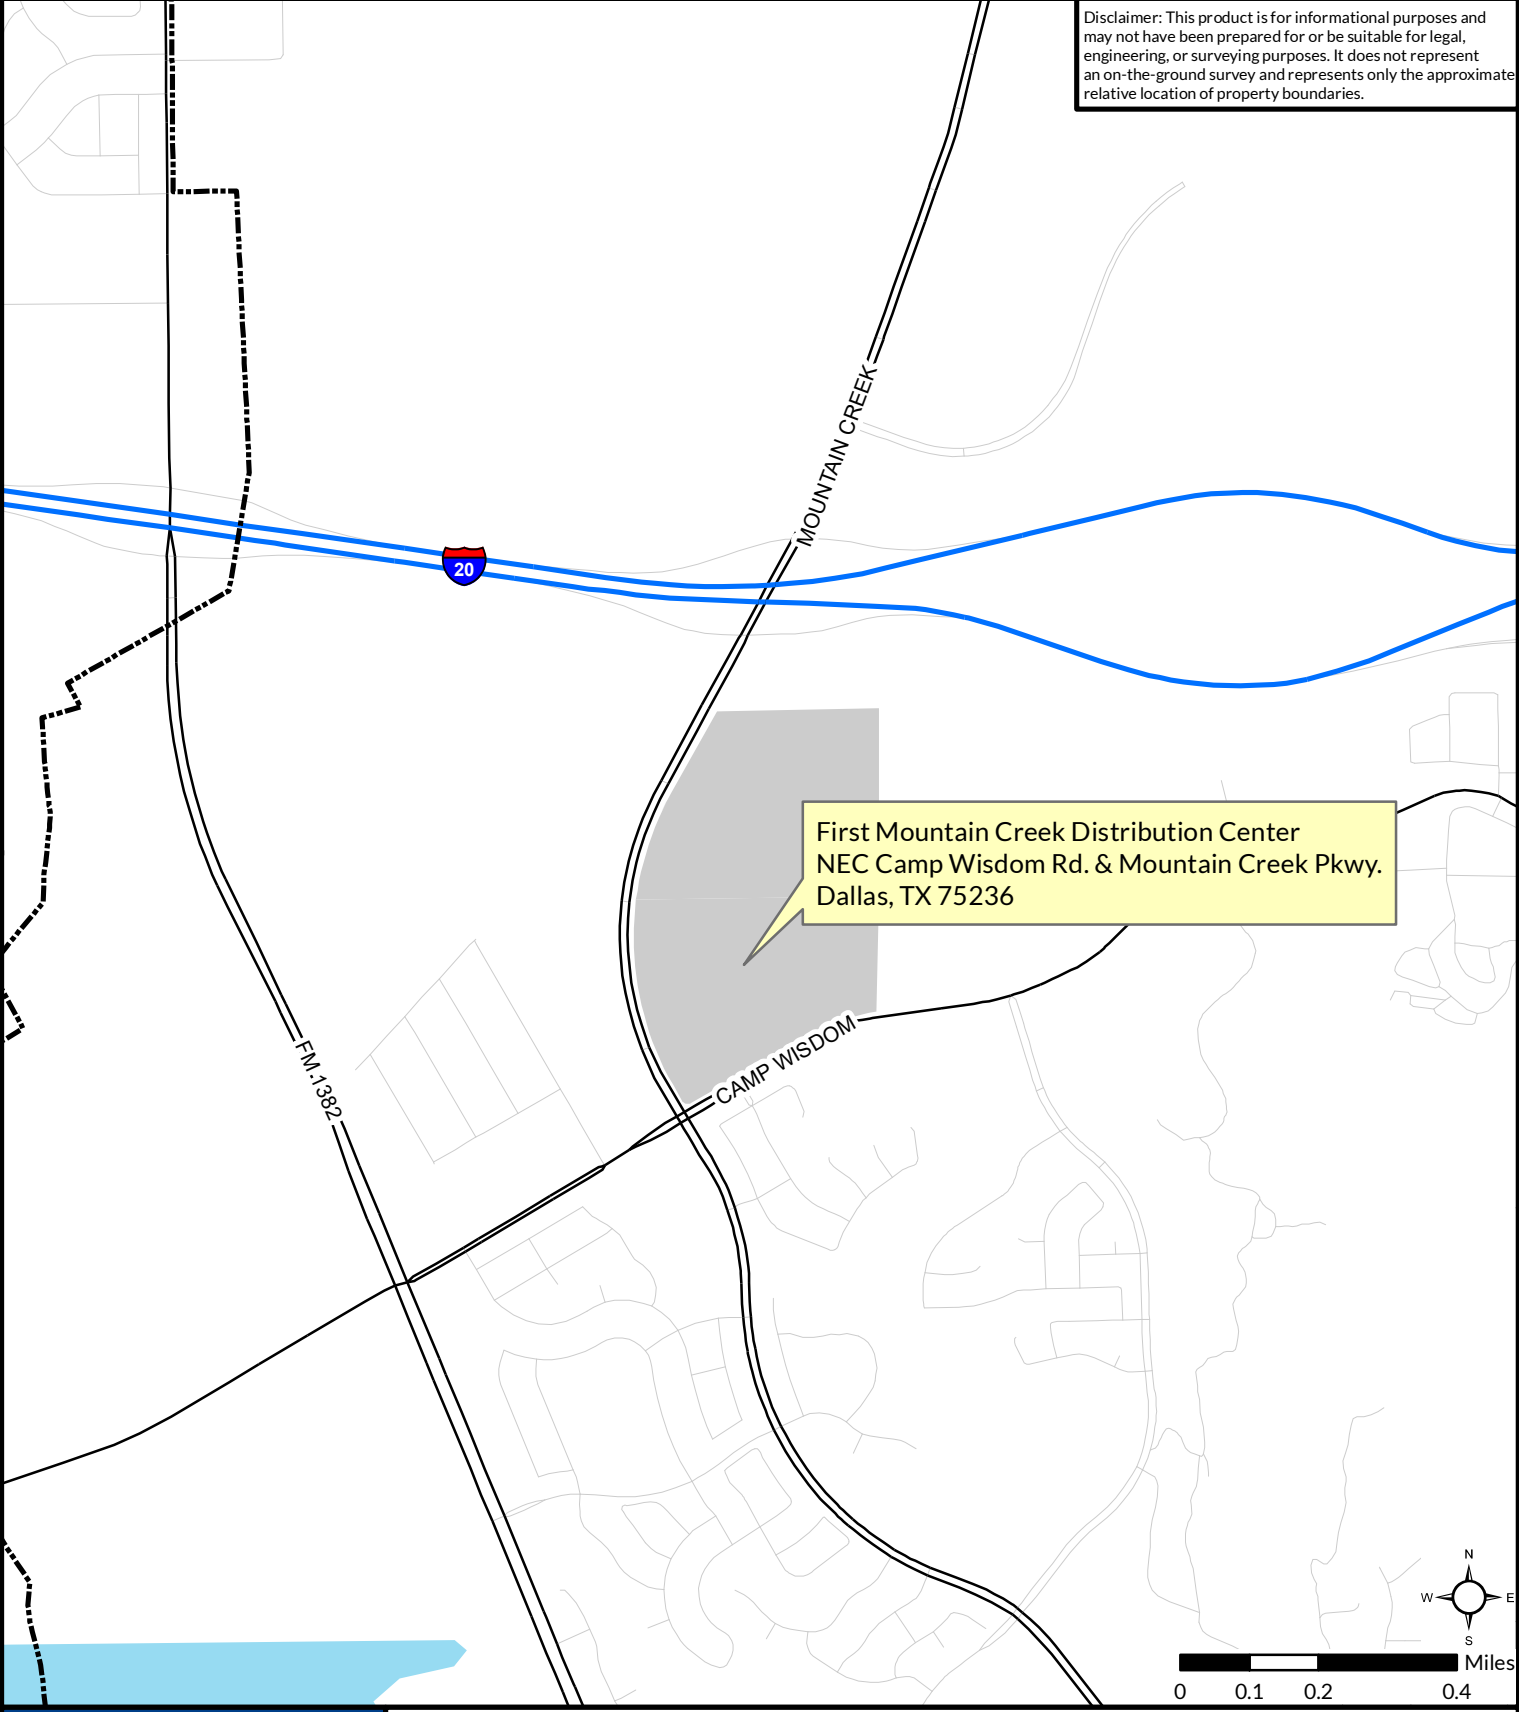 Disclaimer: This product is for informational purposes and
may not have been prepared for or be suitable for legal,
engineering, or surveying purposes. It does not represent
an on-the-ground survey and represents only the approximate
relative location of property boundaries.
MOUNTAIN CREEK
20
First Mountain Creek Distribution Center
NEC Camp Wisdom Rd. & Mountain Creek Pkwy.
Dallas, TX 75236
CAMP WISDOM
FM.1382
N
W E
S
Miles
0 0.1 0.2 0.4